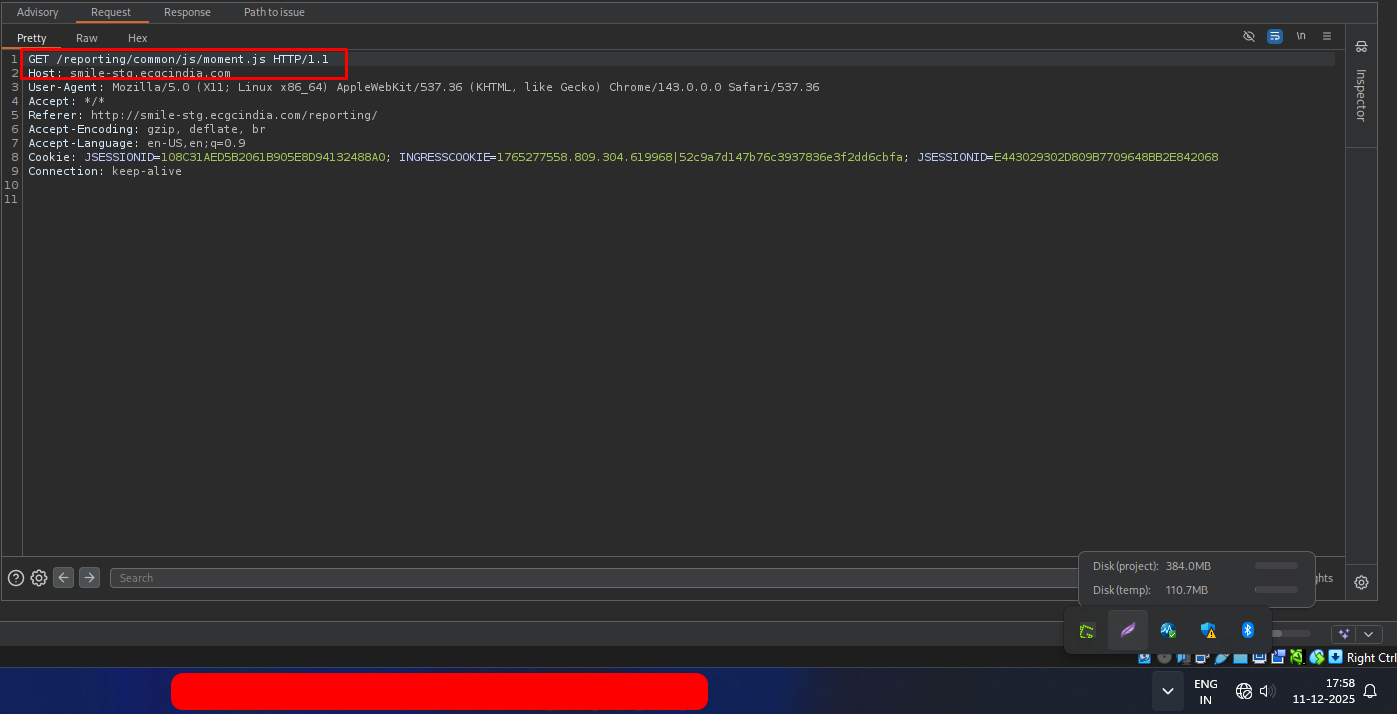 Advisory Request Response Path to issue
Pretty Raw Hex \n
1 GET /reporting/common/js/moment.js HTTP/1.1
2 Host: smile-stg.ecgcindia.com
3 User-Agent: Mozilla/5.0 (X11; Linux x86_64) AppleWebKit/537.36 (KHTML, like Gecko) Chrome/143.0.0.0 Safari/537.36
4 Accept: */*
5 Referer: http://smile-stg.ecgcindia.com/reporting/
6 Accept-Encoding: gzip, deflate, br
7 Accept-Language: en-US,en;q=0.9
8 Cookie: JSESSIONID=108C31AED5B2061B905E8D94132488A0; INGRESSCOOKIE=1765277558.809.304.619968|52c9a7d147b76c3937836e3f2dd6cbfa; JSESSIONID=E443029302D809B7709648BB2E842068
9 Connection: keep-alive
10
11
Inspector
Search
Disk (project): 384.0MB
Disk (temp): 110.7MB
Right Ctrl
ENG
IN
17:58
11-12-2025